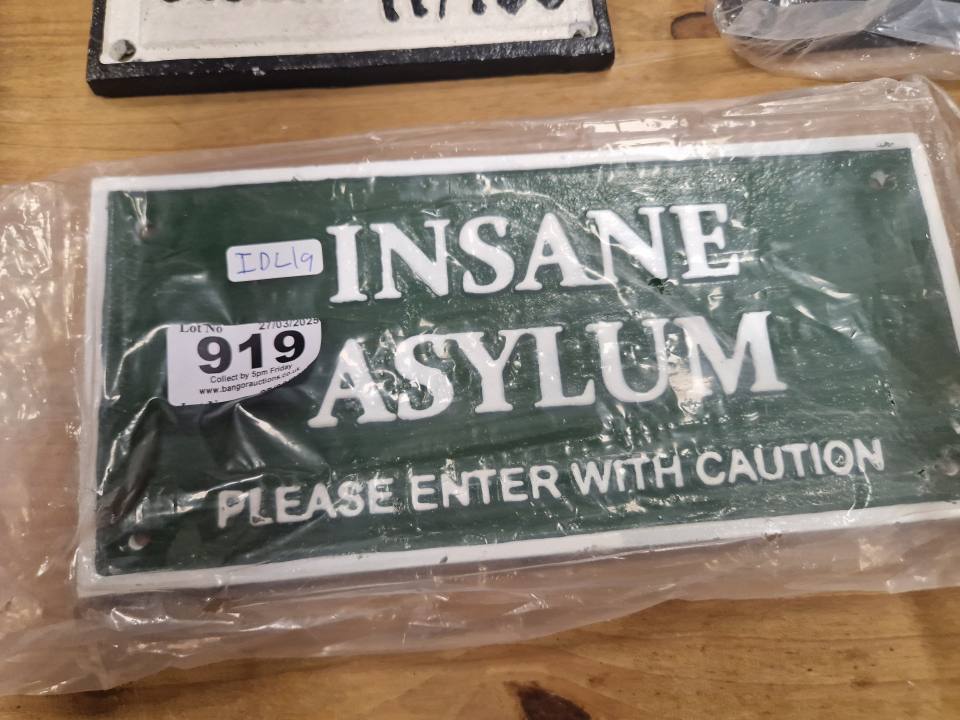 INSANE
ASYLUM
PLEASE ENTER WITH CAUTION
IDL19
Lot No 27/03/2025
919
Collect by 5pm Friday
www.bangorauctions.co.uk